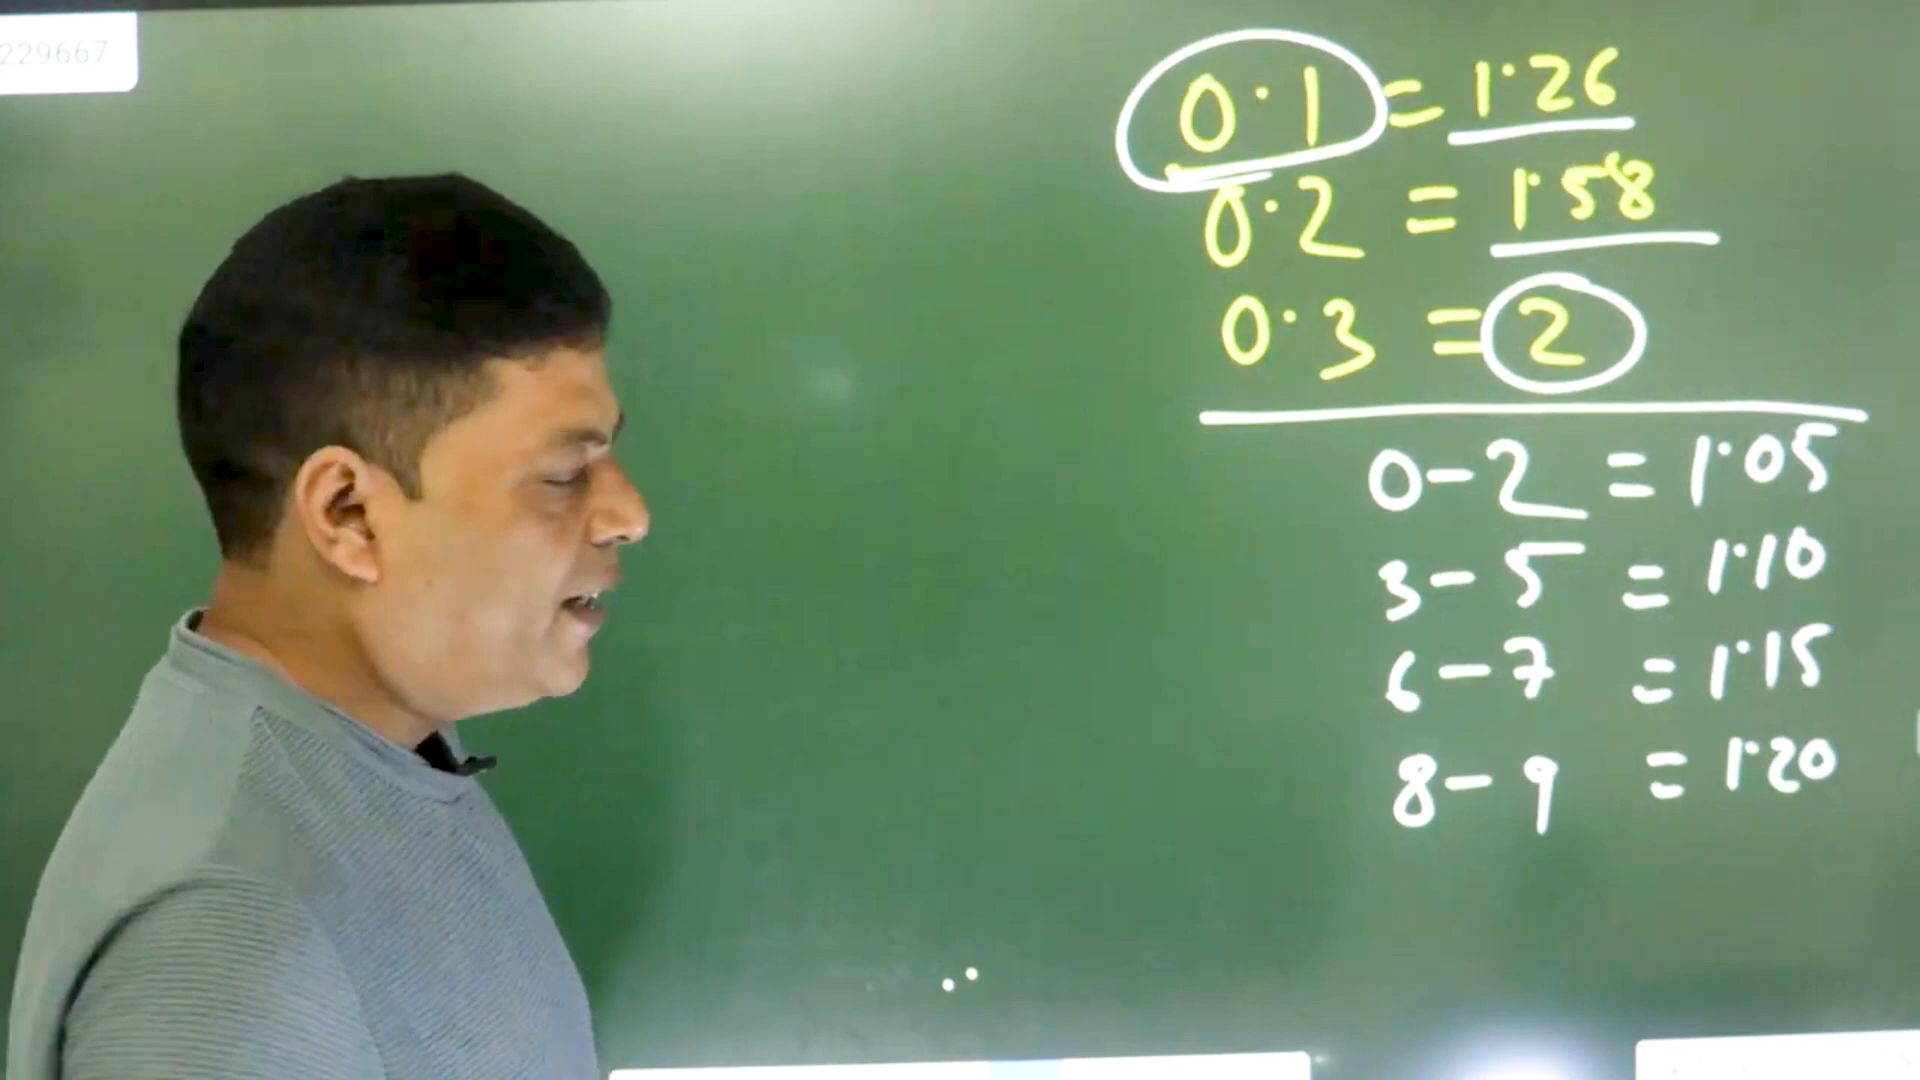 229667
0.1 = 1.26
0.2 = 1.58
0.3 = 2
0-2 = 1.05
3-5 = 1.10
6-7 = 1.15
8-9 = 1.20